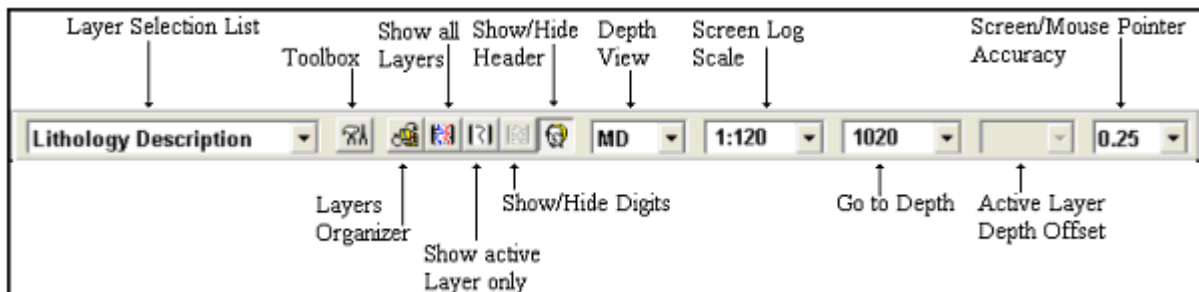 Layer Selection List
Toolbox
Show all
Layers
Show/Hide
Header
Depth
View
Screen Log
Scale
Screen/Mouse Pointer
Accuracy
Lithology Description
MD
1:120
1020
0.25
Layers
Organizer
Show active
Layer only
Show/Hide Digits
Go to Depth
Active Layer
Depth Offset